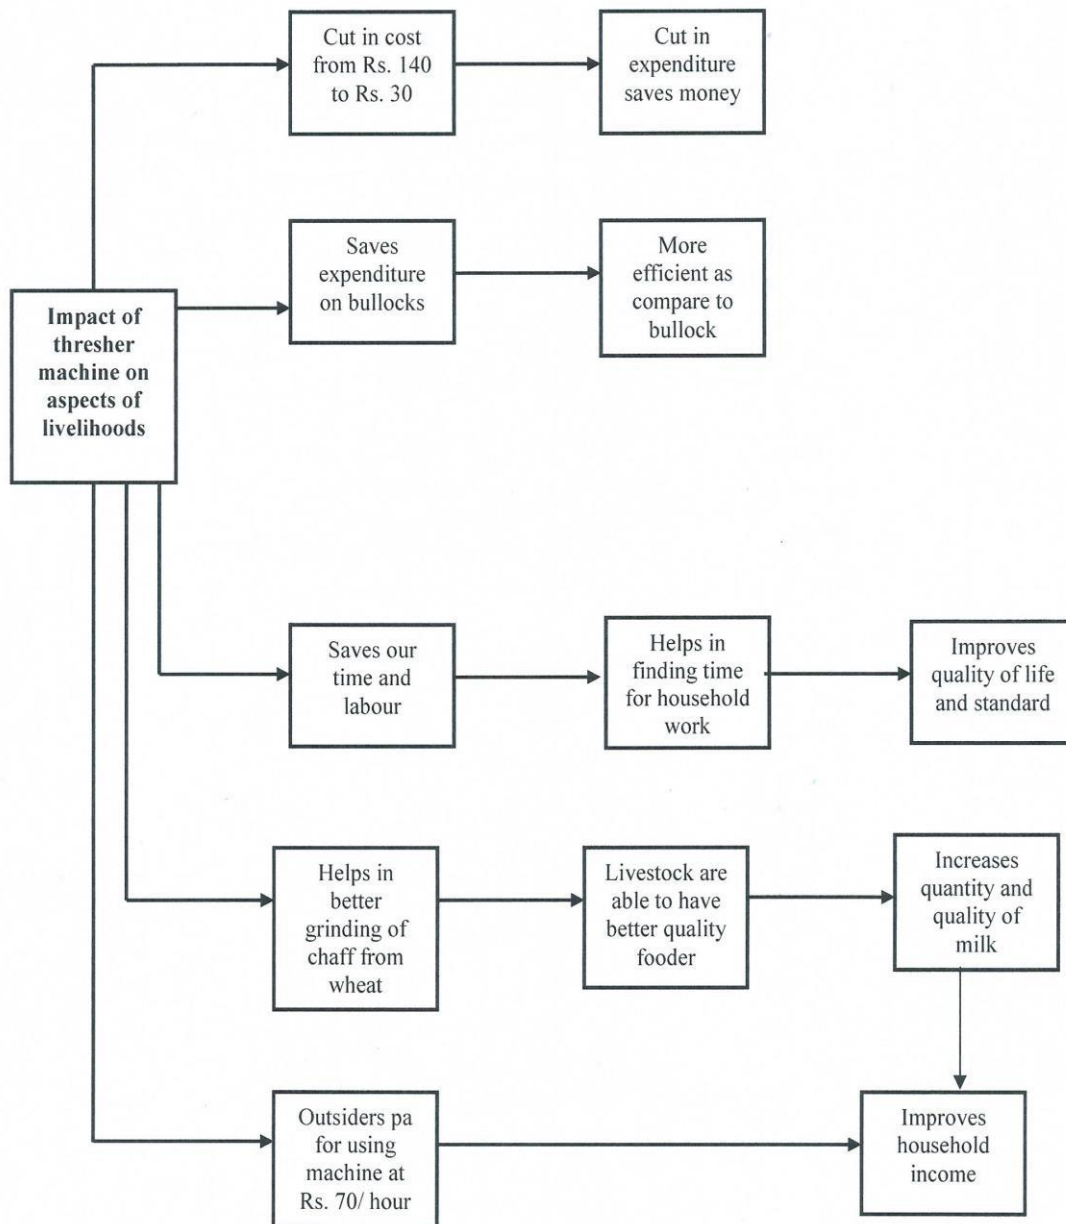 Cut in cost
from Rs. 140
to Rs. 30
Cut in
expenditure
saves money
Saves
expenditure
on bullocks
More
efficient as
compare to
bullock
Impact of
thresher
machine on
aspects of
livelihoods
Saves our
time and
labour
Helps in
finding time
for household
work
Improves
quality of life
and standard
Helps in
better
grinding of
chaff from
wheat
Livestock are
able to have
better quality
fooder
Increases
quantity and
quality of
milk
Outsiders pa
for using
machine at
Rs. 70/ hour
Improves
household
income